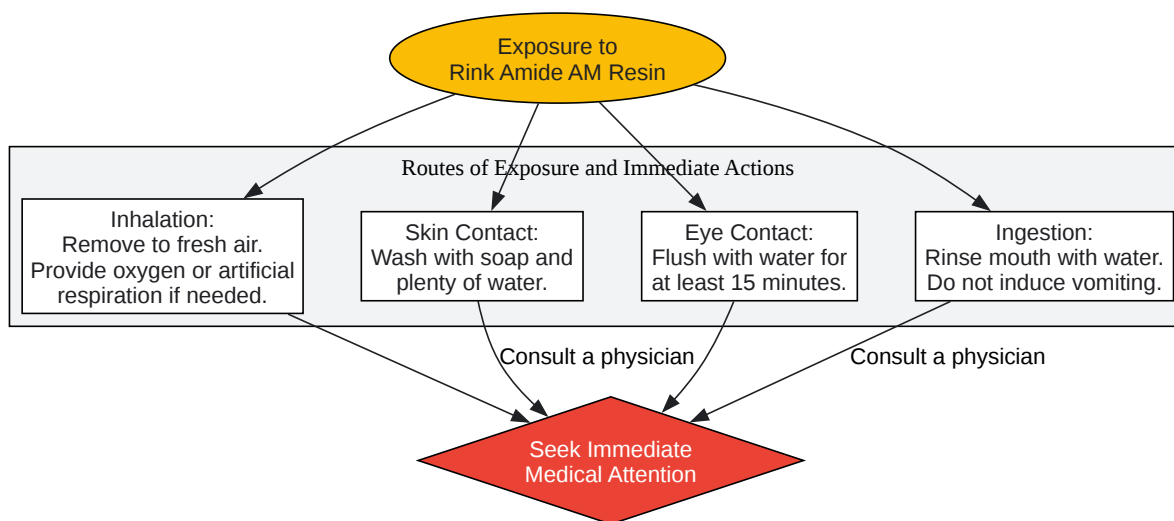 Exposure to
Rink Amide AM Resin
Routes of Exposure and Immediate Actions
Inhalation:
Remove to fresh air.
Provide oxygen or artificial
respiration if needed.
Skin Contact:
Wash with soap and
plenty of water.
Eye Contact:
Flush with water for
at least 15 minutes.
Ingestion:
Rinse mouth with water.
Do not induce vomiting.
Consult a physician
Consult a physician
Seek Immediate
Medical Attention